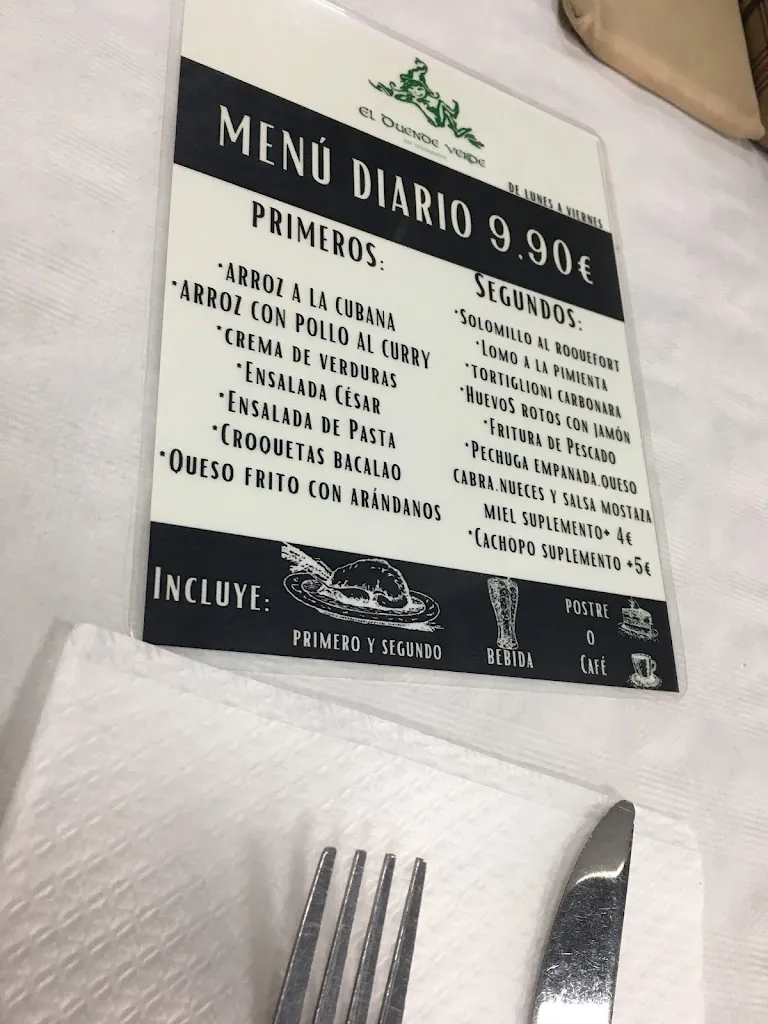 El Duende Verde
DE LUNES A VIERNES
MENÚ DIARIO 9.90€
PRIMEROS:
*ARROZ A LA CUBANA
*ARROZ CON POLLO AL CURRY
*CREMA DE VERDURAS
*ENSALADA CÉSAR
*ENSALADA DE PASTA
*CROQUETAS BACALAO
*QUESO FRITO CON ARÁNDANOS
SEGUNDOS:
*SOLOMILLO AL ROQUEFORT
*LOMO A LA PIMIENTA
*TORTIGLIONI CARBONARA
*HUEVOS ROTOS CON JAMÓN
*FRITURA DE PESCADO
*PECHUGA EMPANADA.QUESO
CABRA.NUECES Y SALSA MOSTAZA
MIEL SUPLEMENTO+ 4€
*CACHOPO SUPLEMENTO +5€
INCLUYE:
PRIMERO Y SEGUNDO
BEBIDA
POSTRE
O
CAFÉ